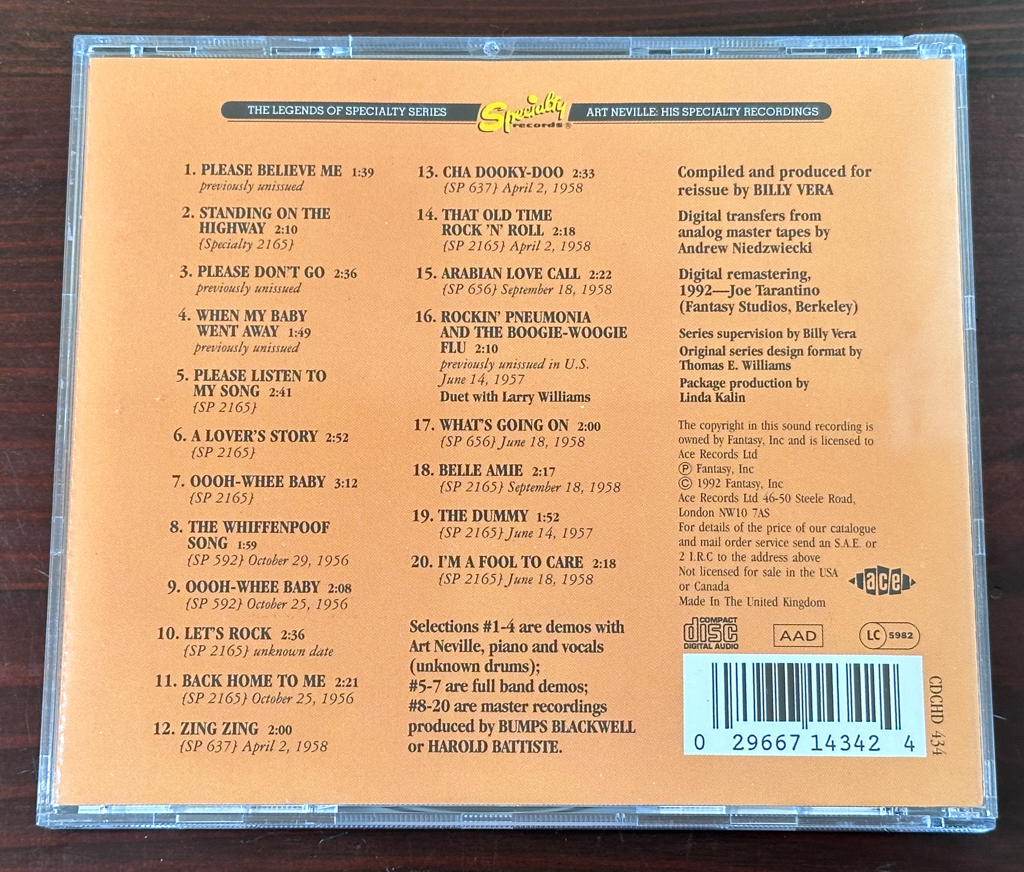 THE LEGENDS OF SPECIALTY SERIES
Specialty
records®
ART NEVILLE: HIS SPECIALTY RECORDINGS
1. PLEASE BELIEVE ME 1:39
previously unissued
2. STANDING ON THE
HIGHWAY 2:10
{Specialty 2165}
3. PLEASE DON'T GO 2:36
previously unissued
4. WHEN MY BABY
WENT AWAY 1:49
previously unissued
5. PLEASE LISTEN TO
MY SONG 2:41
{SP 2165}
6. A LOVER'S STORY 2:52
{SP 2165}
7. OOOH-WHEE BABY 3:12
{SP 2165}
8. THE WHIFFENPOOF
SONG 1:59
{SP 592} October 29, 1956
9. OOOH-WHEE BABY 2:08
{SP 592} October 25, 1956
10. LET'S ROCK 2:36
{SP 2165} unknown date
11. BACK HOME TO ME 2:21
{SP 2165} October 25, 1956
12. ZING ZING 2:00
{SP 637} April 2, 1958
13. CHA DOOKY-DOO 2:33
{SP 637} April 2, 1958
14. THAT OLD TIME
ROCK 'N' ROLL 2:18
{SP 2165} April 2, 1958
15. ARABIAN LOVE CALL 2:22
{SP 656} September 18, 1958
16. ROCKIN' PNEUMONIA
AND THE BOOGIE-WOOGIE
FLU 2:10
previously unissued in U.S.
June 14, 1957
Duet with Larry Williams
17. WHAT'S GOING ON 2:00
{SP 656} June 18, 1958
18. BELLE AMIE 2:17
{SP 2165} September 18, 1958
19. THE DUMMY 1:52
{SP 2165} June 14, 1957
20. I'M A FOOL TO CARE 2:18
{SP 2165} June 18, 1958
Selections #1-4 are demos with
Art Neville, piano and vocals
(unknown drums);
#5-7 are full band demos;
#8-20 are master recordings
produced by BUMPS BLACKWELL
or HAROLD BATTISTE.
Compiled and produced for
reissue by BILLY VERA
Digital transfers from
analog master tapes by
Andrew Niedzwiecki
Digital remastering,
1992—Joe Tarantino
(Fantasy Studios, Berkeley)
Series supervision by Billy Vera
Original series design format by
Thomas E. Williams
Package production by
Linda Kalin
The copyright in this sound recording is
owned by Fantasy, Inc and is licensed to
Ace Records Ltd
Ⓟ Fantasy, Inc
© 1992 Fantasy, Inc
Ace Records Ltd 46-50 Steele Road,
London NW10 7AS
For details of the price of our catalogue
and mail order service send an S.A.E. or
2 I.R.C to the address above
Not licensed for sale in the USA
or Canada
Made In The United Kingdom
ace
COMPACT
disc
DIGITAL AUDIO
AAD
LC 5982
0 29667 14342 4
CDCHD 434